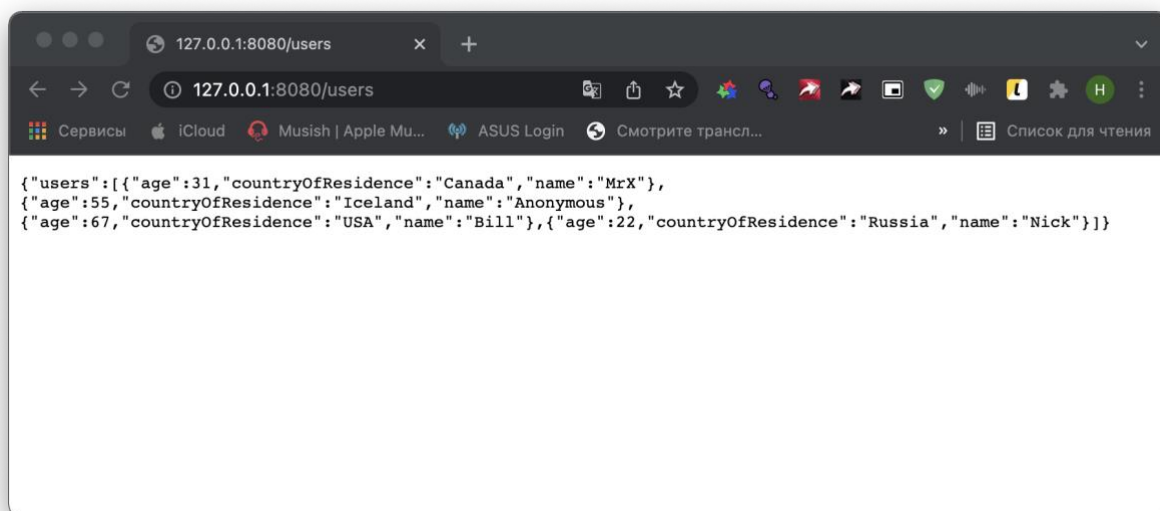 127.0.0.1:8080/users
127.0.0.1:8080/users
H
Сервисы iCloud Musish | Apple Mu... ASUS Login Смотрите трансл... » Список для чтения
{"users":[{"age":31,"countryOfResidence":"Canada","name":"MrX"},
{"age":55,"countryOfResidence":"Iceland","name":"Anonymous"},
{"age":67,"countryOfResidence":"USA","name":"Bill"},{"age":22,"countryOfResidence":"Russia","name":"Nick"}]}